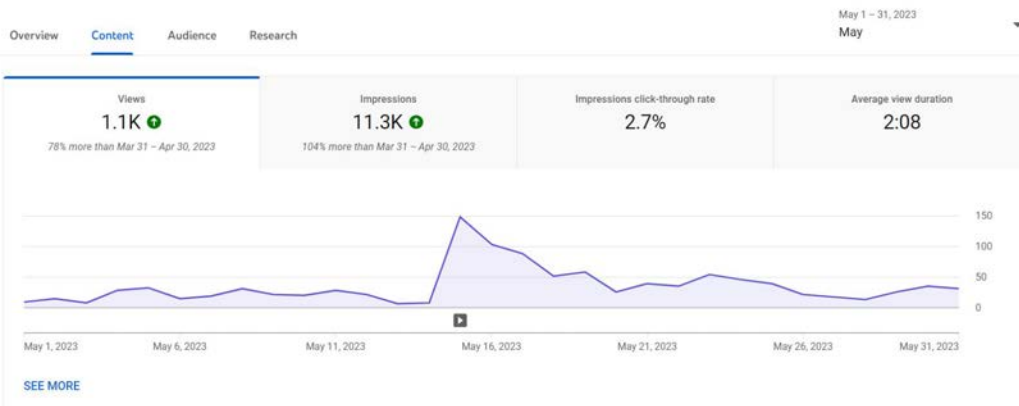 May 1 – 31, 2023
Overview Content Audience Research
May
Views Impressions Impressions click-through rate Average view duration
1.1K 11.3K 2.7% 2:08
78% more than Mar 31 – Apr 30, 2023 104% more than Mar 31 – Apr 30, 2023
150
100
50
0
May 1, 2023 May 6, 2023 May 11, 2023 May 16, 2023 May 21, 2023 May 26, 2023 May 31, 2023
SEE MORE